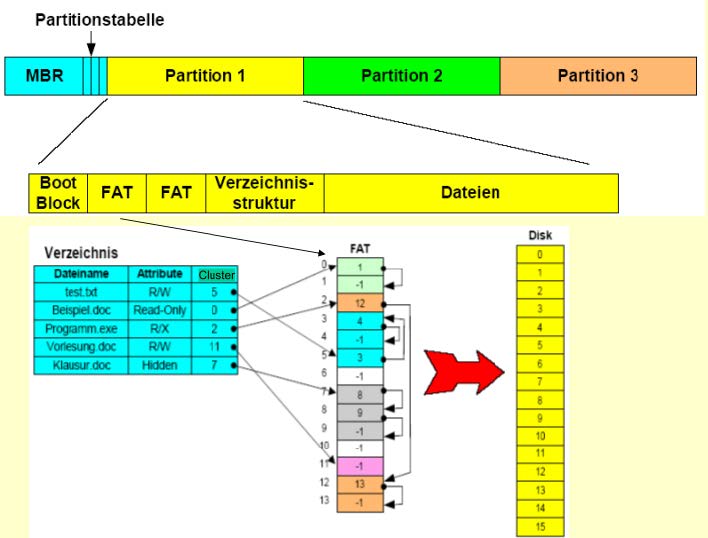 Partitionstabelle
MBR Partition 1 Partition 2 Partition 3
Boot Block FAT FAT Verzeichnis-struktur Dateien
Verzeichnis
Dateiname Attribute Cluster
test.txt R/W 5
Beispiel.doc Read-Only 0
Programm.exe R/X 2
Vorlesung.doc R/W 11
Klausur.doc Hidden 7
FAT
0 1
1 -1
2 12
3 4
4 -1
5 3
6 -1
7 8
8 9
9 -1
10 -1
11 -1
12 13
13 -1
Disk
0
1
2
3
4
5
6
7
8
9
10
11
12
13
14
15